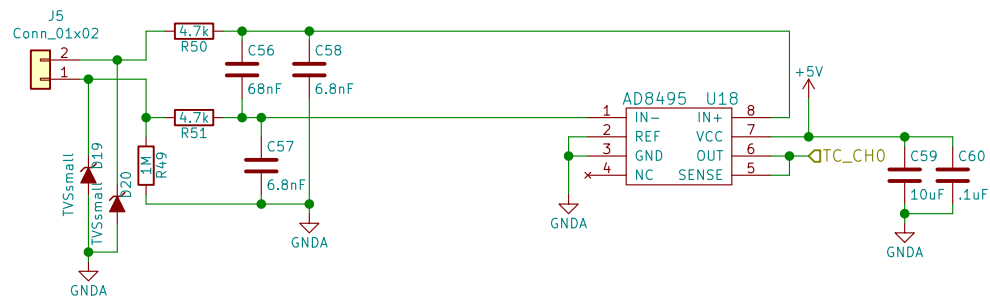 J5
Conn_01x02
2
1
4.7k
R50
C56
68nF
C58
6.8nF
4.7k
R51
1M
R49
C57
6.8nF
TVSsmall
D19
TVSsmall
D20
GNDA
GNDA
AD8495
U18
1
IN-
2
REF
3
GND
4
NC
IN+
8
VCC
7
OUT
6
SENSE
5
GNDA
+5V
TC_CH0
C59
10uF
C60
.1uF
GNDA